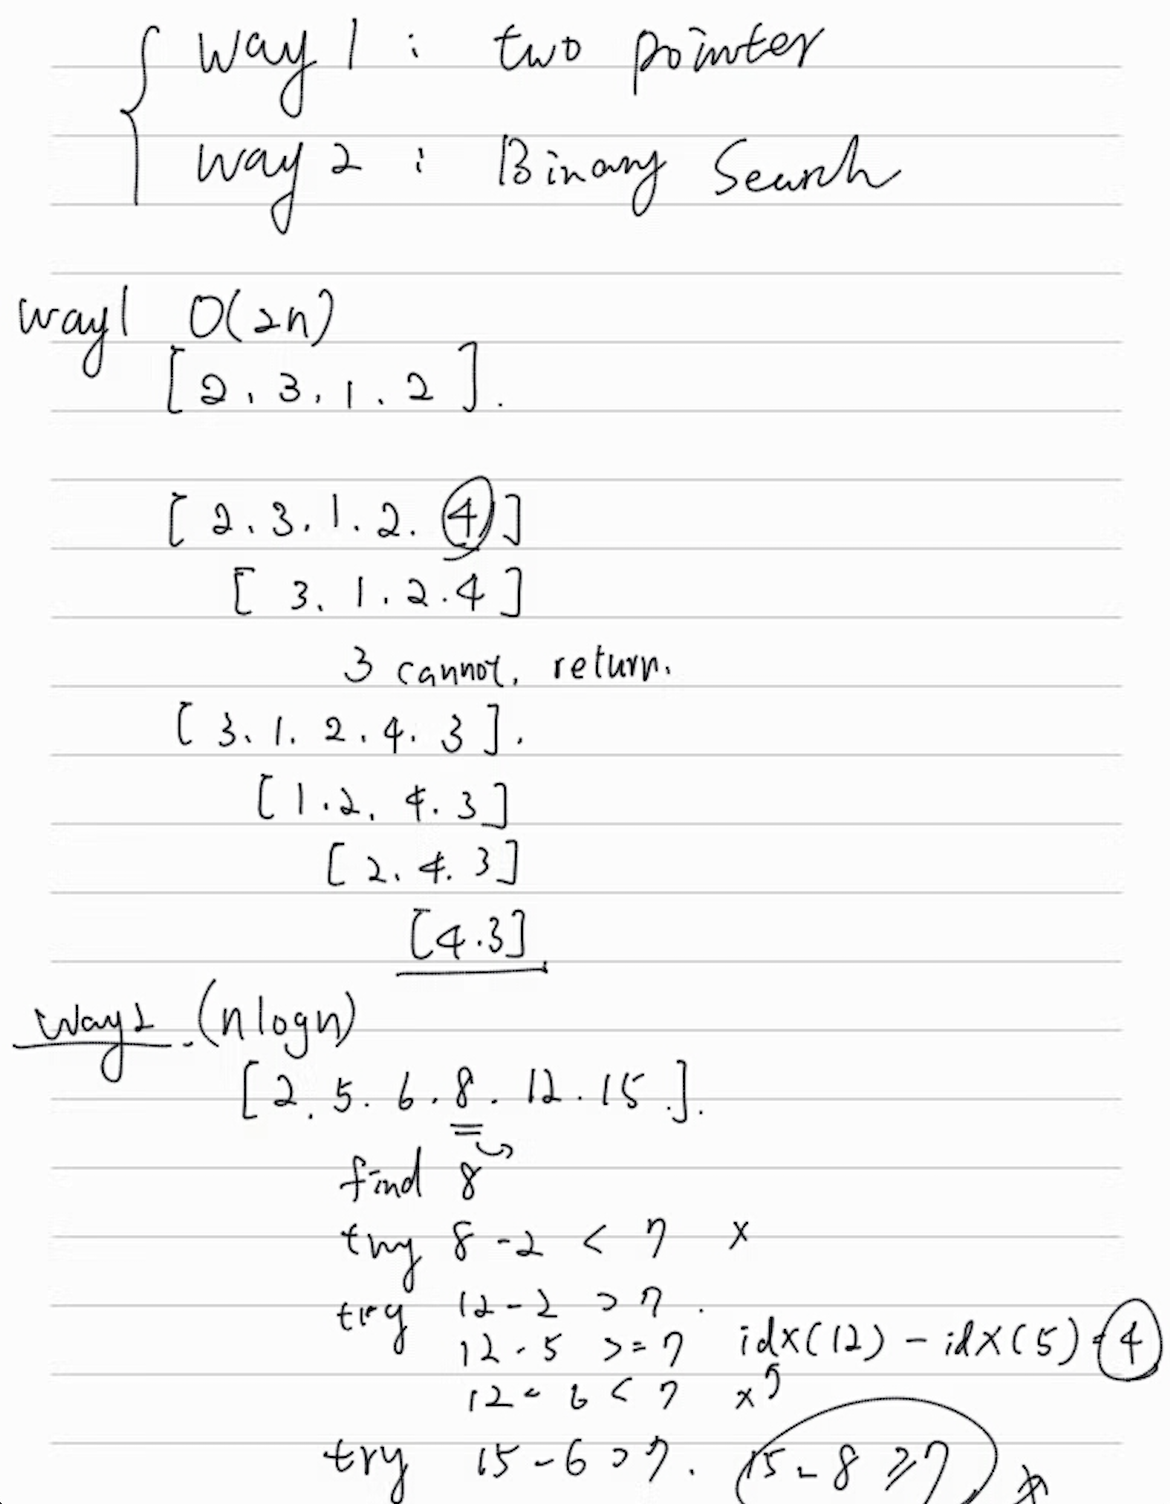 way 1 : two pointer
way 2 : Binary Search
way1 O(2n)
[2, 3, 1, 2].
[2, 3, 1, 2, 4]
[3, 1, 2, 4]
3 cannot, return.
[3, 1, 2, 4, 3].
[1, 2, 4, 3]
[2, 4, 3]
[4, 3]
way2. (nlogn)
[2, 5, 6, 8, 12, 15].
find 8
try 8 - 2 < 7 ×
try 12 - 2 > 7.
12 - 5 >= 7 idx(12) - idx(5) = 4
12 - 6 < 7 ×
try 15 - 6 > 7. 15 - 8 ≥ 7